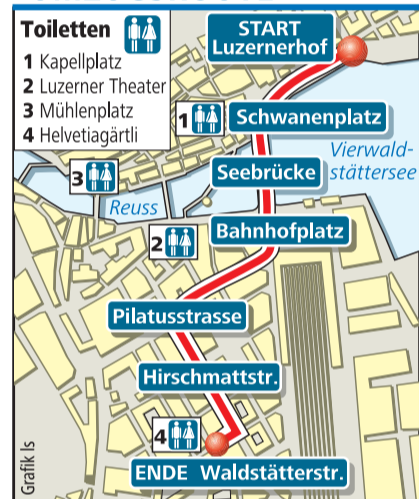 Toiletten
1 Kapellplatz
2 Luzerner Theater
3 Mühlenplatz
4 Helvetiagärtli
START
Luzernerhof
1
Schwanenplatz
Vierwald-
stättersee
3
Seebrücke
Reuss
2
Bahnhofplatz
Pilatusstrasse
Hirschmattstr.
4
ENDE Waldstätterstr.
Grafik ls